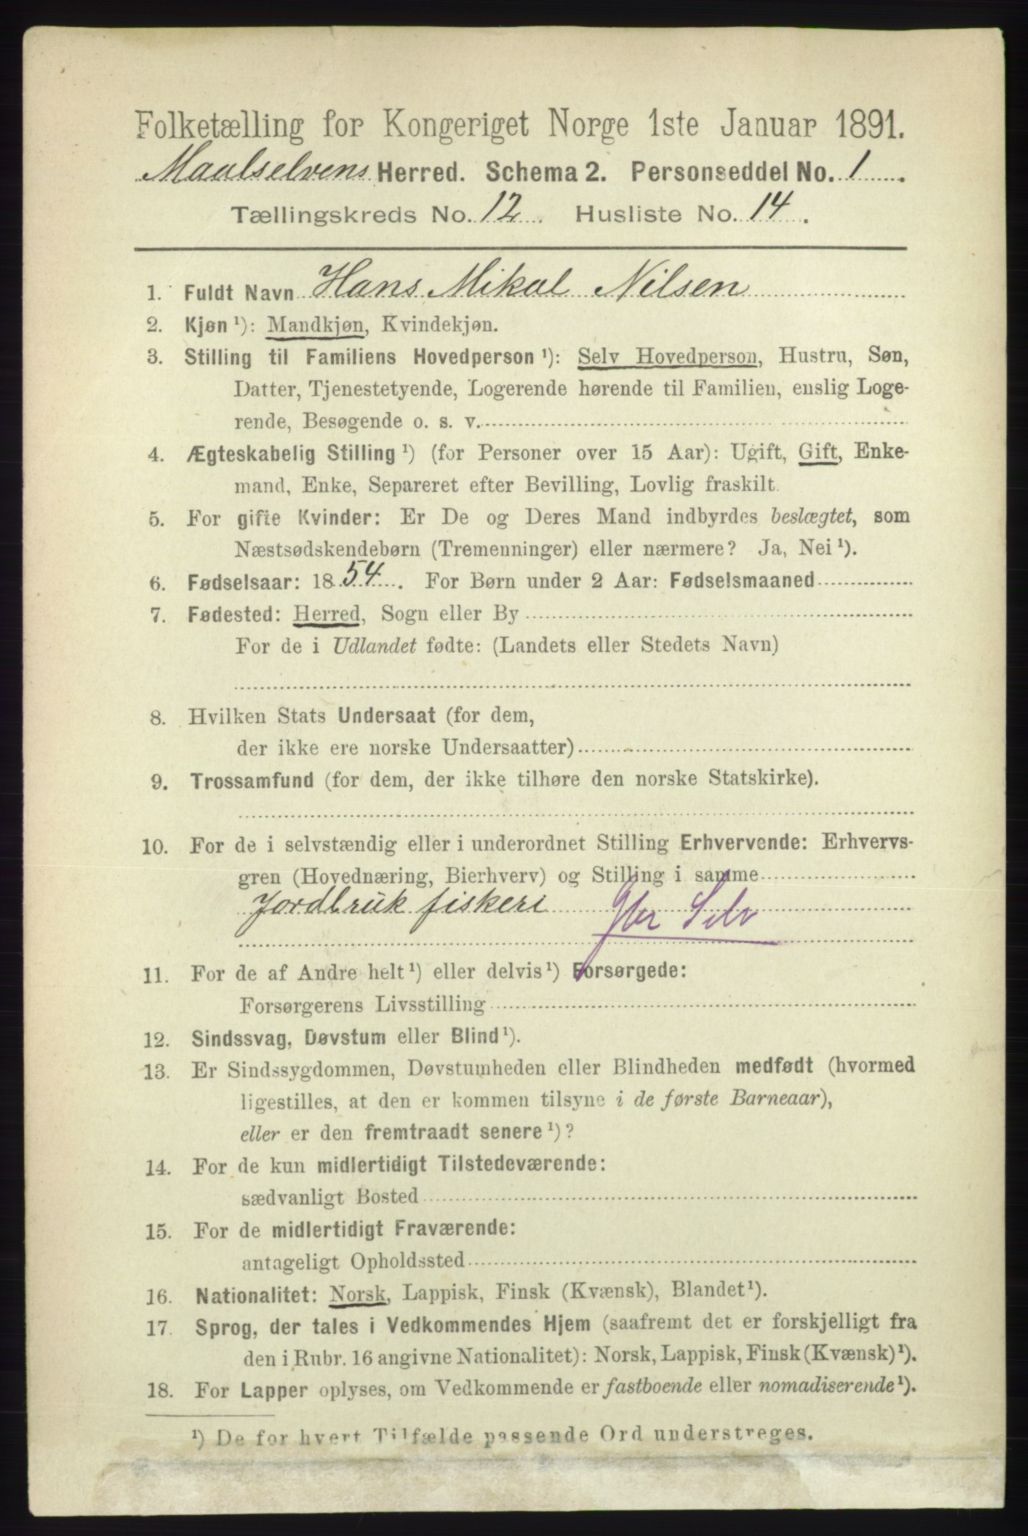 Folketælling for Kongeriget Norge 1ste Januar 1891.
Maalselvens Herred. Schema 2. Personseddel No. 1.
Tællingskreds No. 12. Husliste No. 14.
1. Fuldt Navn Hans Mikal Nilsen
2. Kjøn ¹): Mandkjøn, Kvindekjøn.
3. Stilling til Familiens Hovedperson ¹): Selv Hovedperson, Hustru, Søn,
Datter, Tjenestetyende, Logerende hørende til Familien, enslig Loge-
rende, Besøgende o. s. v.
4. Ægteskabelig Stilling ¹) (for Personer over 15 Aar): Ugift, Gift, Enke-
mand, Enke, Separeret efter Bevilling, Lovlig fraskilt.
5. For gifte Kvinder: Er De og Deres Mand indbyrdes beslægtet, som
Næstsødskendebørn (Tremenninger) eller nærmere? Ja, Nei ¹).
6. Fødselsaar: 1854. For Børn under 2 Aar: Fødselsmaaned
7. Fødested: Herred, Sogn eller By
For de i Udlandet fødte: (Landets eller Stedets Navn)
8. Hvilken Stats Undersaat (for dem,
der ikke ere norske Undersaatter)
9. Trossamfund (for dem, der ikke tilhøre den norske Statskirke).
10. For de i selvstændig eller i underordnet Stilling Erhvervende: Erhvervs-
gren (Hovednæring, Bierhverv) og Stilling i samme
Jordbruk fiskeri Gbr Selv
11. For de af Andre helt ¹) eller delvis ¹) Forsørgede:
Forsørgerens Livsstilling
12. Sindssvag, Døvstum eller Blind ¹).
13. Er Sindssygdommen, Døvstumheden eller Blindheden medfødt (hvormed
ligestilles, at den er kommen tilsyne i de første Barneaar),
eller er den fremtraadt senere ¹)?
14. For de kun midlertidigt Tilstedeværende:
sædvanligt Bosted
15. For de midlertidigt Fraværende:
antageligt Opholdssted
16. Nationalitet: Norsk, Lappisk, Finsk (Kvænsk), Blandet ¹).
17. Sprog, der tales i Vedkommendes Hjem (saafremt det er forskjelligt fra
den i Rubr. 16 angivne Nationalitet): Norsk, Lappisk, Finsk (Kvænsk) ¹).
18. For Lapper oplyses, om Vedkommende er fastboende eller nomadiserende ¹).
¹) De for hvert Tilfælde passende Ord understreges.